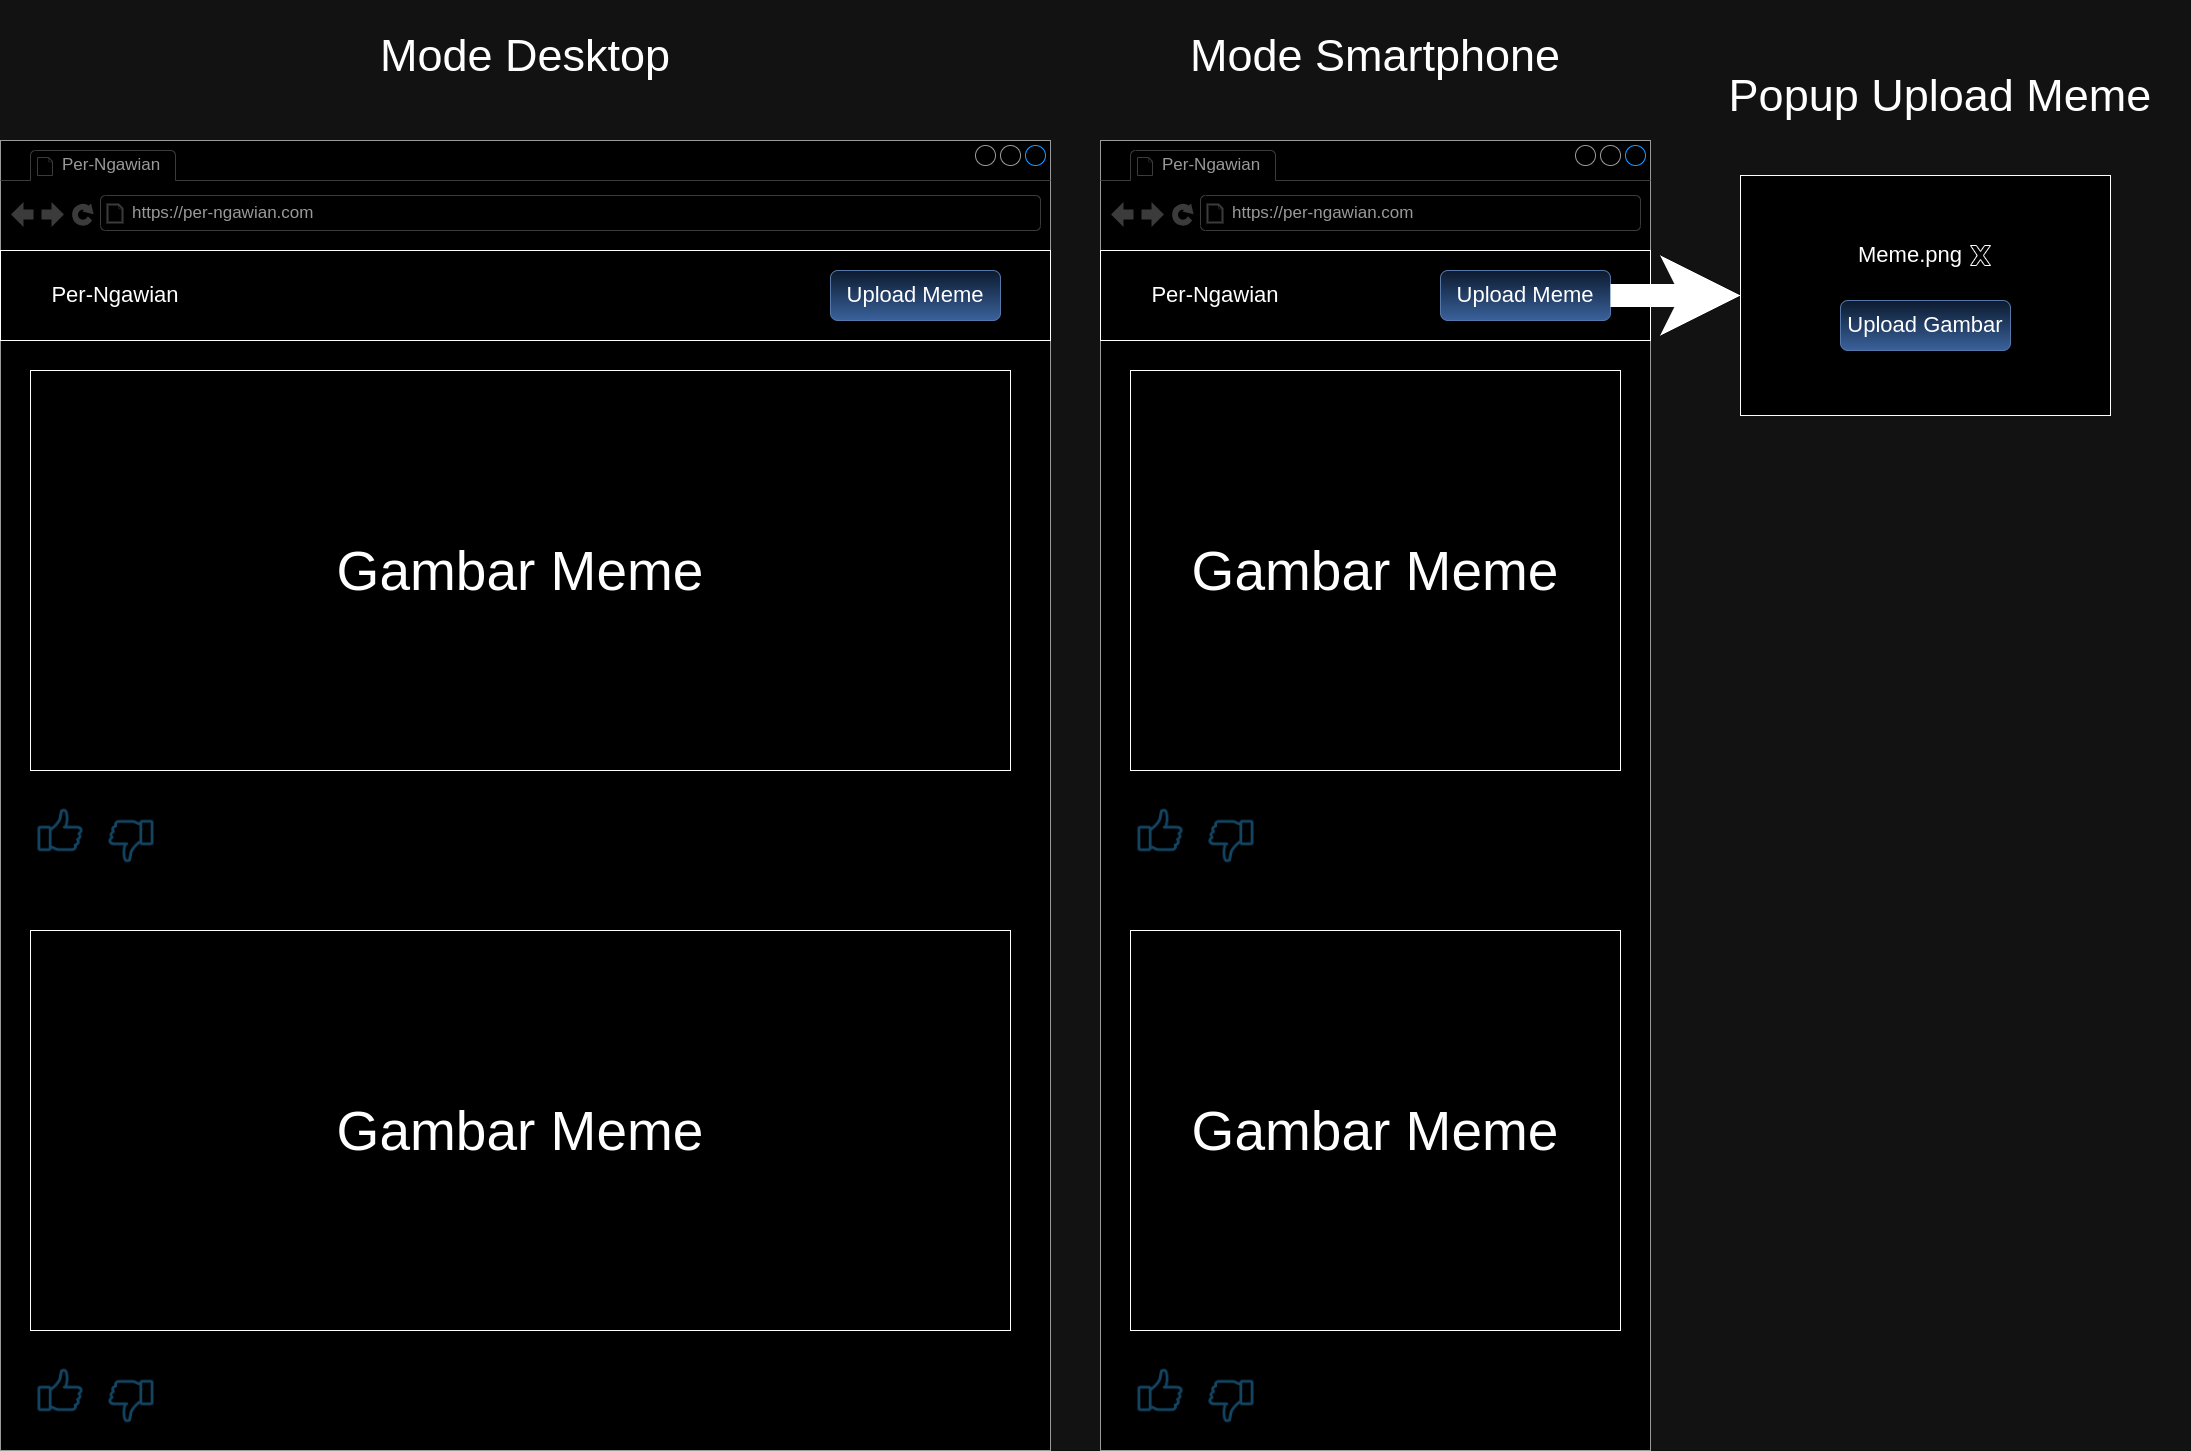 Mode Desktop
Mode Smartphone
Popup Upload Meme
Per-Ngawian
https://per-ngawian.com
Per-Ngawian
Upload Meme
Gambar Meme
Gambar Meme
Per-Ngawian
https://per-ngawian.com
Per-Ngawian
Upload Meme
Gambar Meme
Gambar Meme
Meme.png X
Upload Gambar